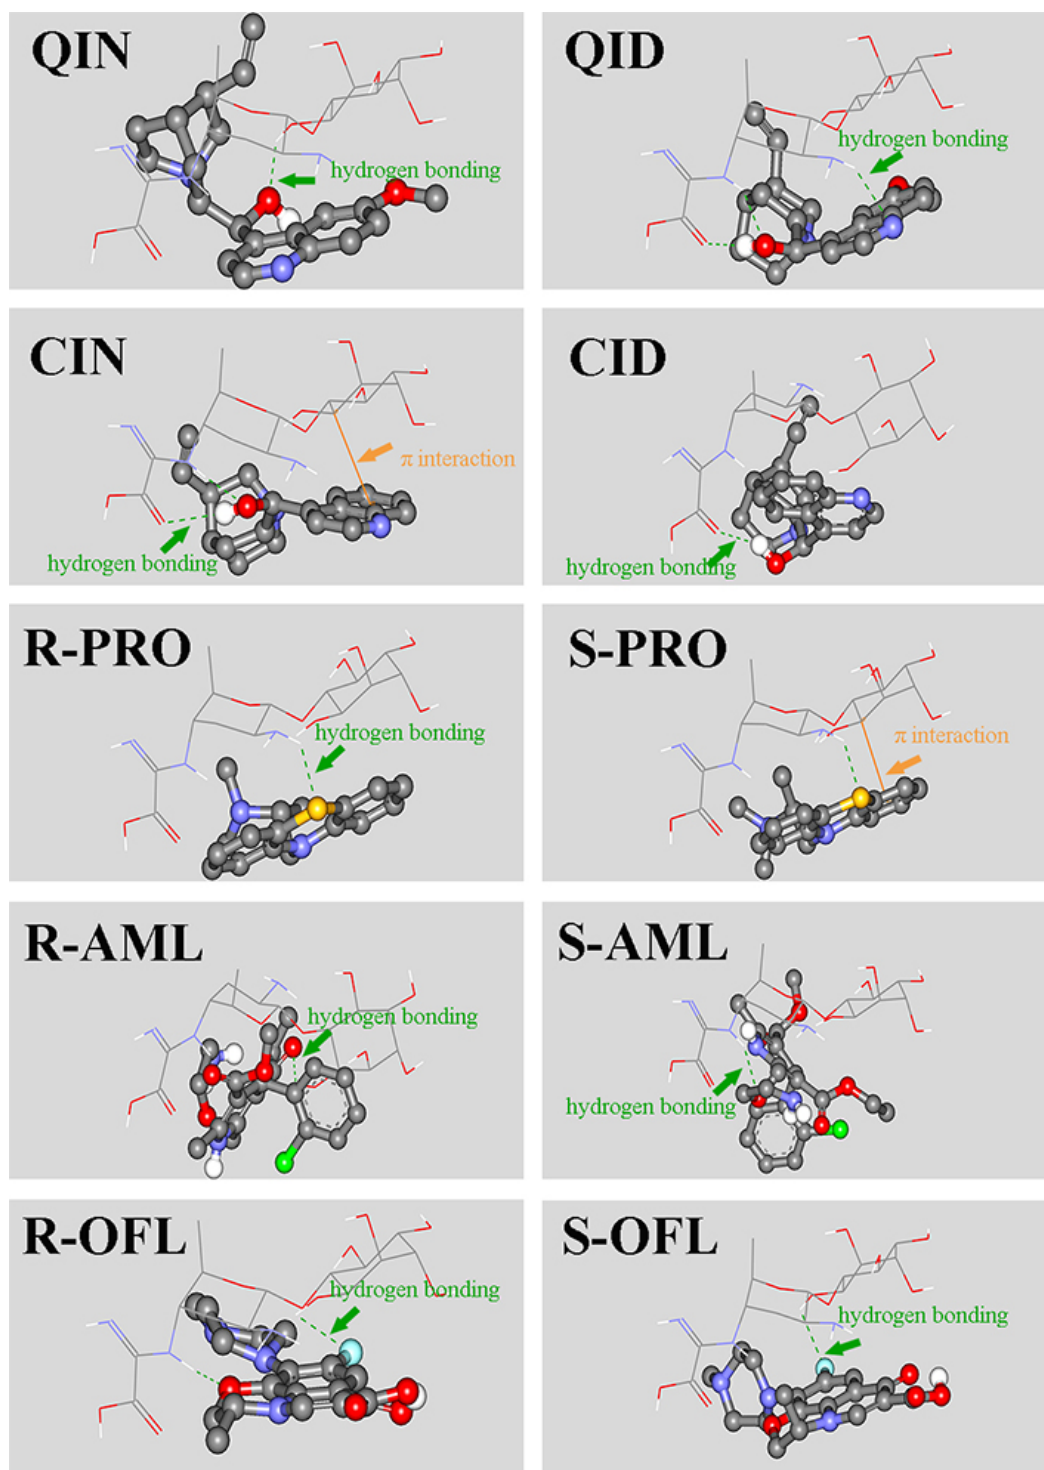 QIN
hydrogen bonding
QID
hydrogen bonding
CIN
π interaction
hydrogen bonding
CID
hydrogen bonding
R-PRO
hydrogen bonding
S-PRO
π interaction
R-AML
hydrogen bonding
S-AML
hydrogen bonding
R-OFL
hydrogen bonding
S-OFL
hydrogen bonding